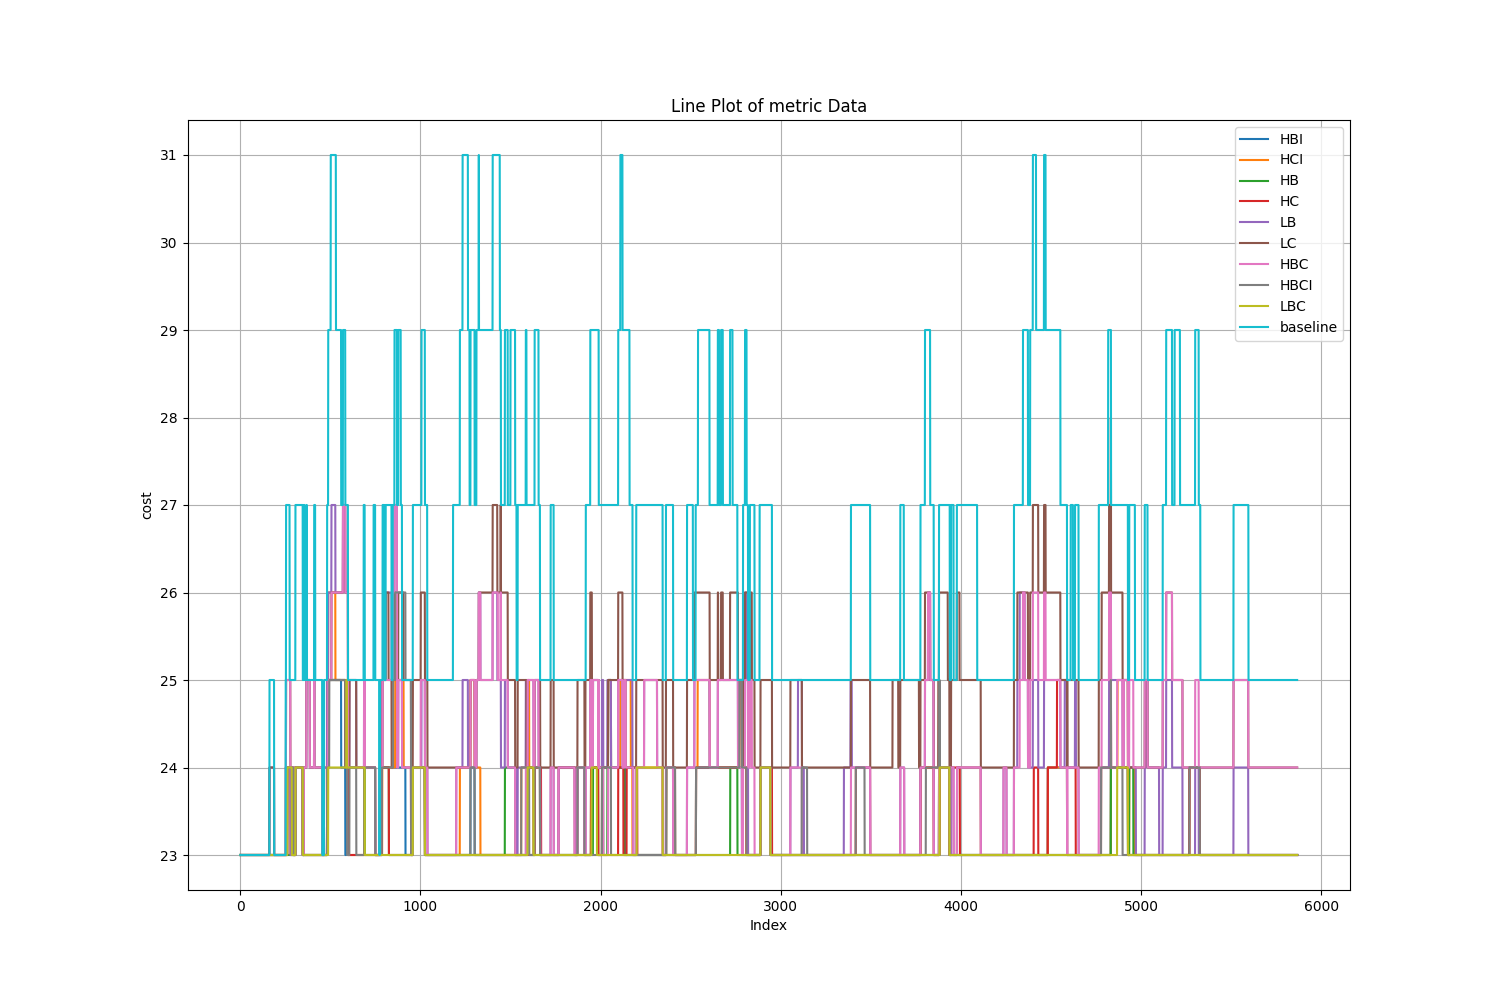 Line Plot of metric Data
cost
31
30
29
28
27
26
25
24
23
0
1000
2000
3000
4000
5000
6000
Index
HBI
HCI
HB
HC
LB
LC
HBC
HBCI
LBC
baseline